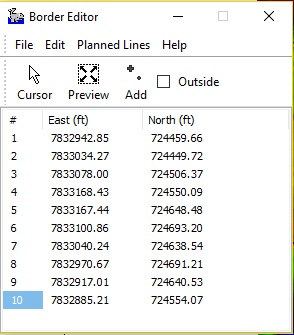 Border Editor
File Edit Planned Lines Help
Cursor Preview Add Outside
# East (ft) North (ft)
1 7832942.85 724459.66
2 7833034.27 724449.72
3 7833078.00 724506.37
4 7833168.43 724550.09
5 7833167.44 724648.48
6 7833100.86 724693.20
7 7833040.24 724638.54
8 7832970.67 724691.21
9 7832917.01 724640.53
10 7832885.21 724554.07